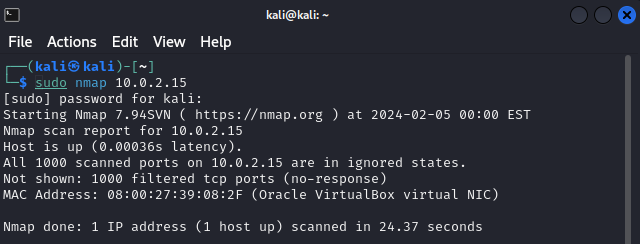 kali@kali: ~
File Actions Edit View Help
┌──(kali㉿kali)-[~]
└─$ sudo nmap 10.0.2.15
[sudo] password for kali:
Starting Nmap 7.94SVN ( https://nmap.org ) at 2024-02-05 00:00 EST
Nmap scan report for 10.0.2.15
Host is up (0.00036s latency).
All 1000 scanned ports on 10.0.2.15 are in ignored states.
Not shown: 1000 filtered tcp ports (no-response)
MAC Address: 08:00:27:39:08:2F (Oracle VirtualBox virtual NIC)
Nmap done: 1 IP address (1 host up) scanned in 24.37 seconds